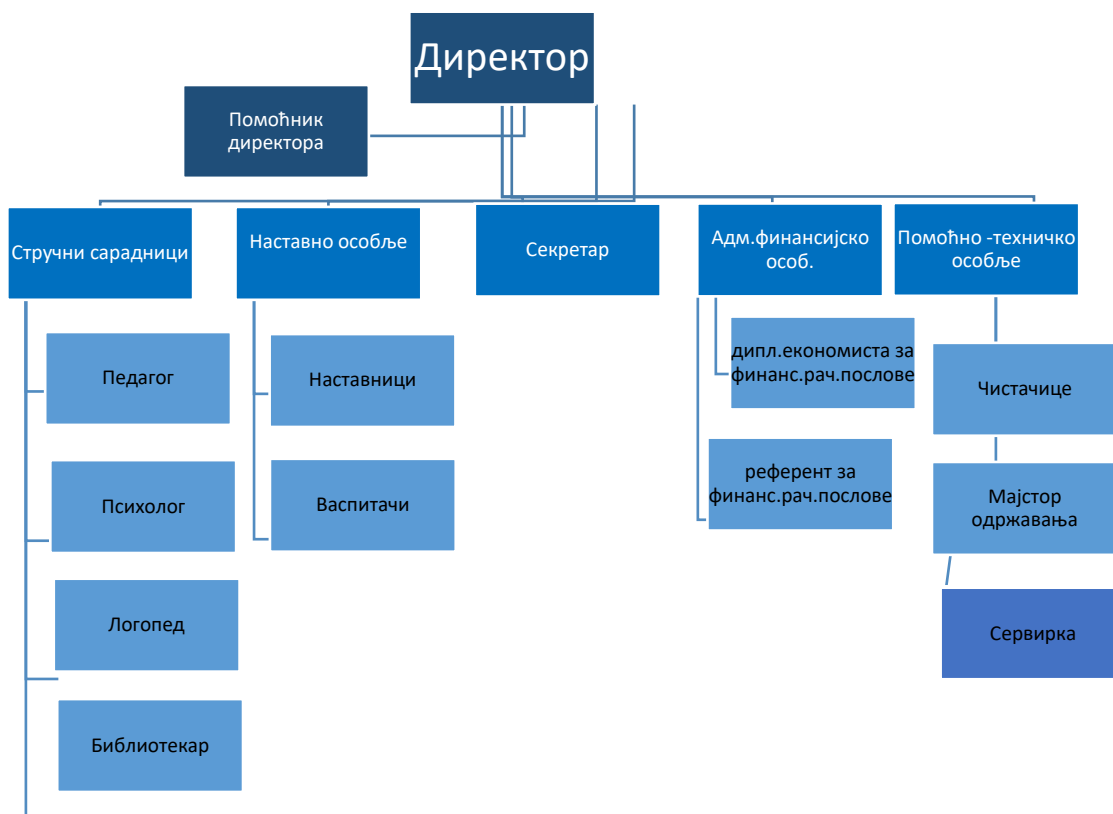 Директор
Помоћник
директора
Стручни сарадници
Наставно особље
Секретар
Адм.финансијско
особ.
Помоћно -техничко
особље
Педагог
Психолог
Логопед
Библиотекар
Наставници
Васпитачи
дипл.економиста за
финанс.рач.послове
референт за
финанс.рач.послове
Чистачице
Мајстор
одржавања
Сервирка